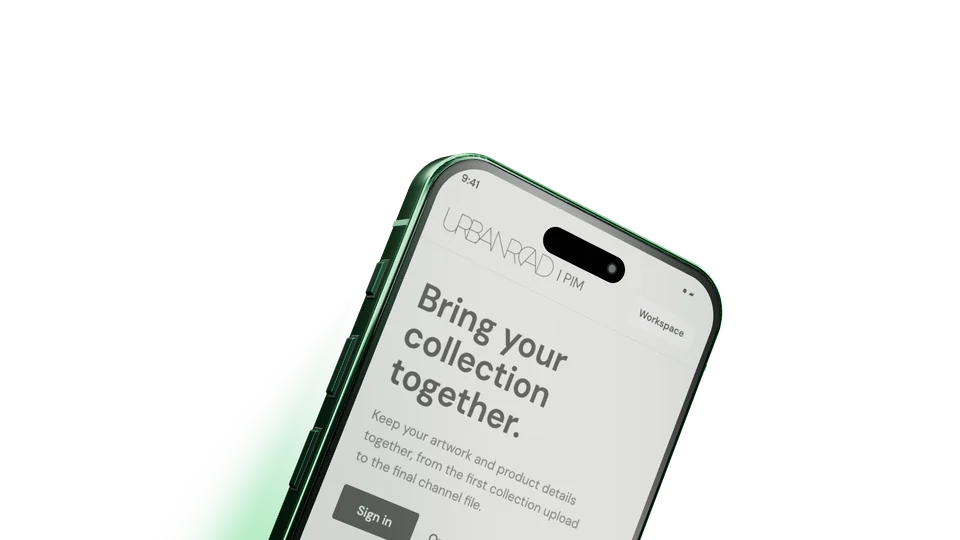 9:41
URBANROAD | PIM
Workspace
Bring your
collection
together.
Keep your artwork and product details
together, from the first collection upload
to the final channel file.
Sign in